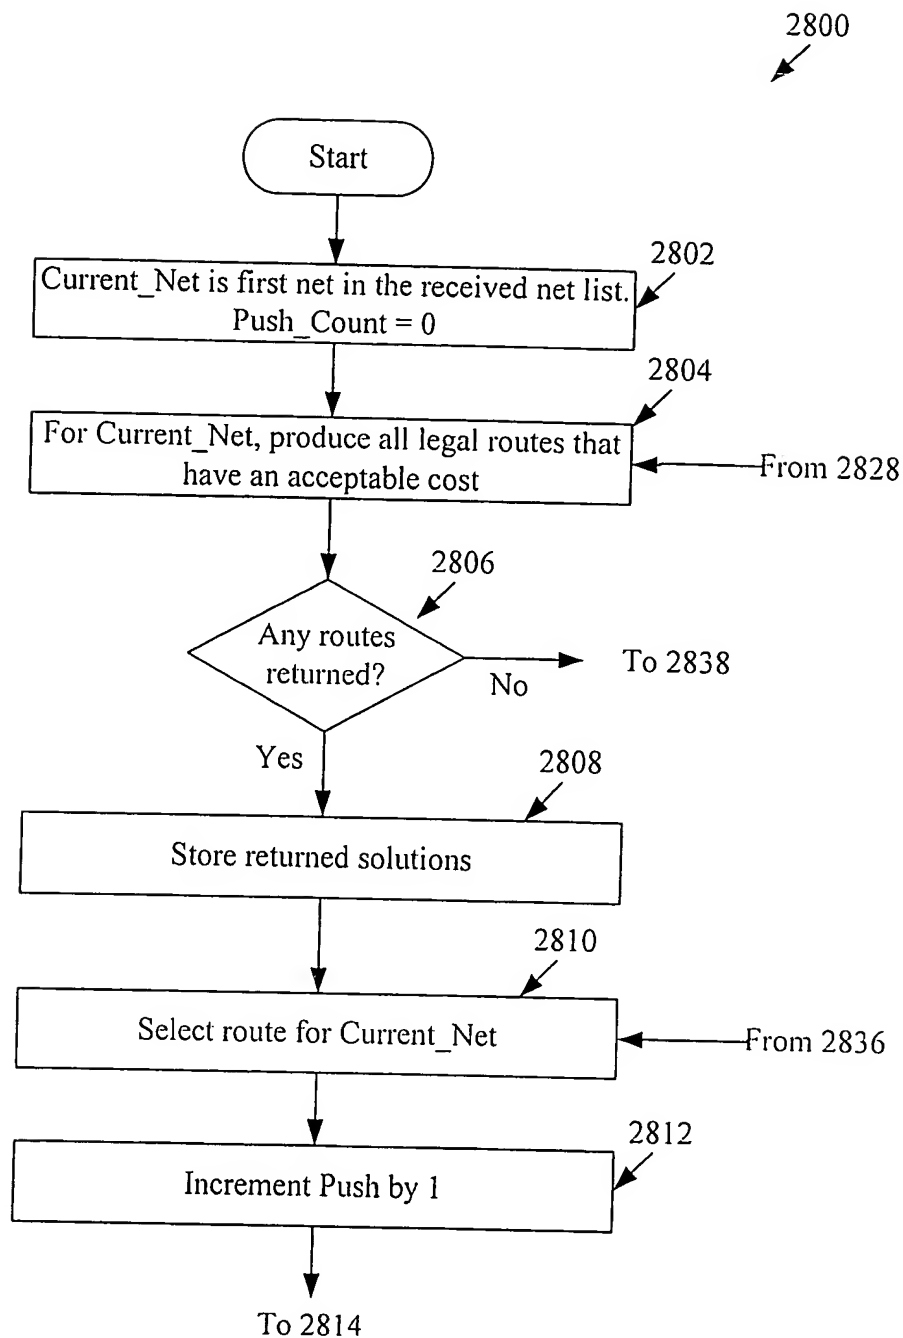 2800
Start
2802
Current_Net is first net in the received net list.
Push_Count = 0
2804
For Current_Net, produce all legal routes that
have an acceptable cost
From 2828
2806
Any routes
returned?
To 2838
No
Yes
2808
Store returned solutions
2810
Select route for Current_Net
From 2836
2812
Increment Push by 1
To 2814